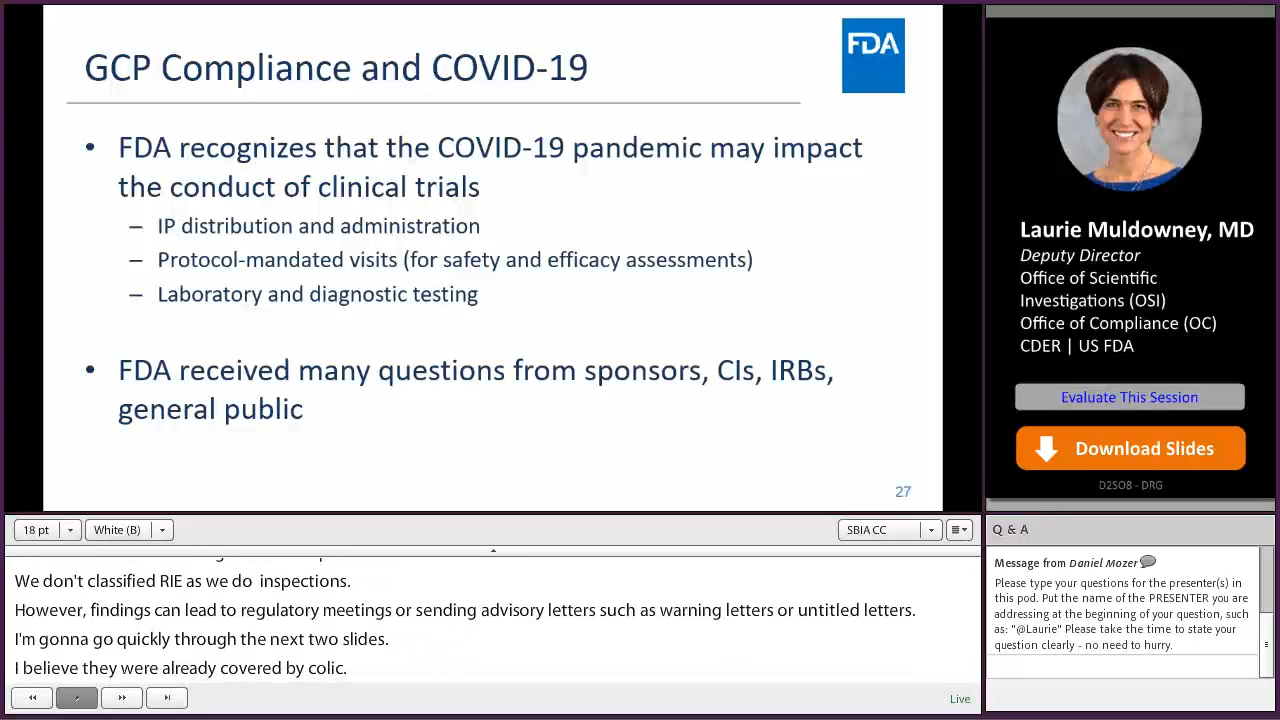 GCP Compliance and COVID-19
FDA
• FDA recognizes that the COVID-19 pandemic may impact
the conduct of clinical trials
– IP distribution and administration
– Protocol-mandated visits (for safety and efficacy assessments)
– Laboratory and diagnostic testing
• FDA received many questions from sponsors, CIs, IRBs,
general public
27
Laurie Muldowney, MD
Deputy Director
Office of Scientific
Investigations (OSI)
Office of Compliance (OC)
CDER | US FDA
Evaluate This Session
Download Slides
D2SO8 - DRG
18 pt
White (B)
SBIA CC
We don't classified RIE as we do inspections.
However, findings can lead to regulatory meetings or sending advisory letters such as warning letters or untitled letters.
I'm gonna go quickly through the next two slides.
I believe they were already covered by colic.
Live
Q & A
Message from Daniel Mozer
Please type your questions for the presenter(s) in
this pod. Put the name of the PRESENTER you are
addressing at the beginning of your question, such
as: "@Laurie" Please take the time to state your
question clearly - no need to hurry.